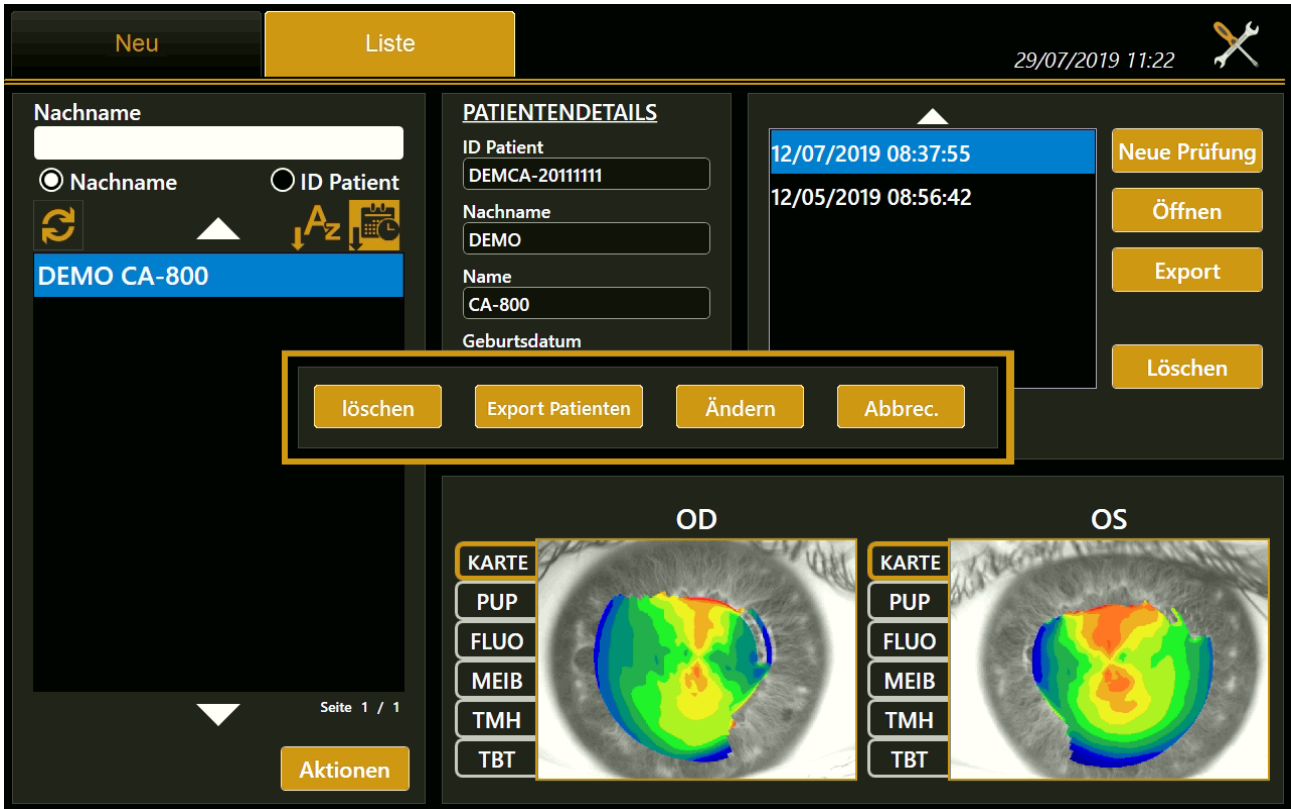 Neu
Liste
29/07/2019 11:22
Nachname
Nachname
ID Patient
Az
DEMO CA-800
Seite 1 / 1
Aktionen
PATIENTENDETAILS
ID Patient
DEMCA-20111111
Nachname
DEMO
Name
CA-800
Geburtsdatum
12/07/2019 08:37:55
12/05/2019 08:56:42
Neue Prüfung
Öffnen
Export
Löschen
löschen
Export Patienten
Ändern
Abbrec.
OD
KARTE
PUP
FLUO
MEIB
TMH
TBT
OS
KARTE
PUP
FLUO
MEIB
TMH
TBT